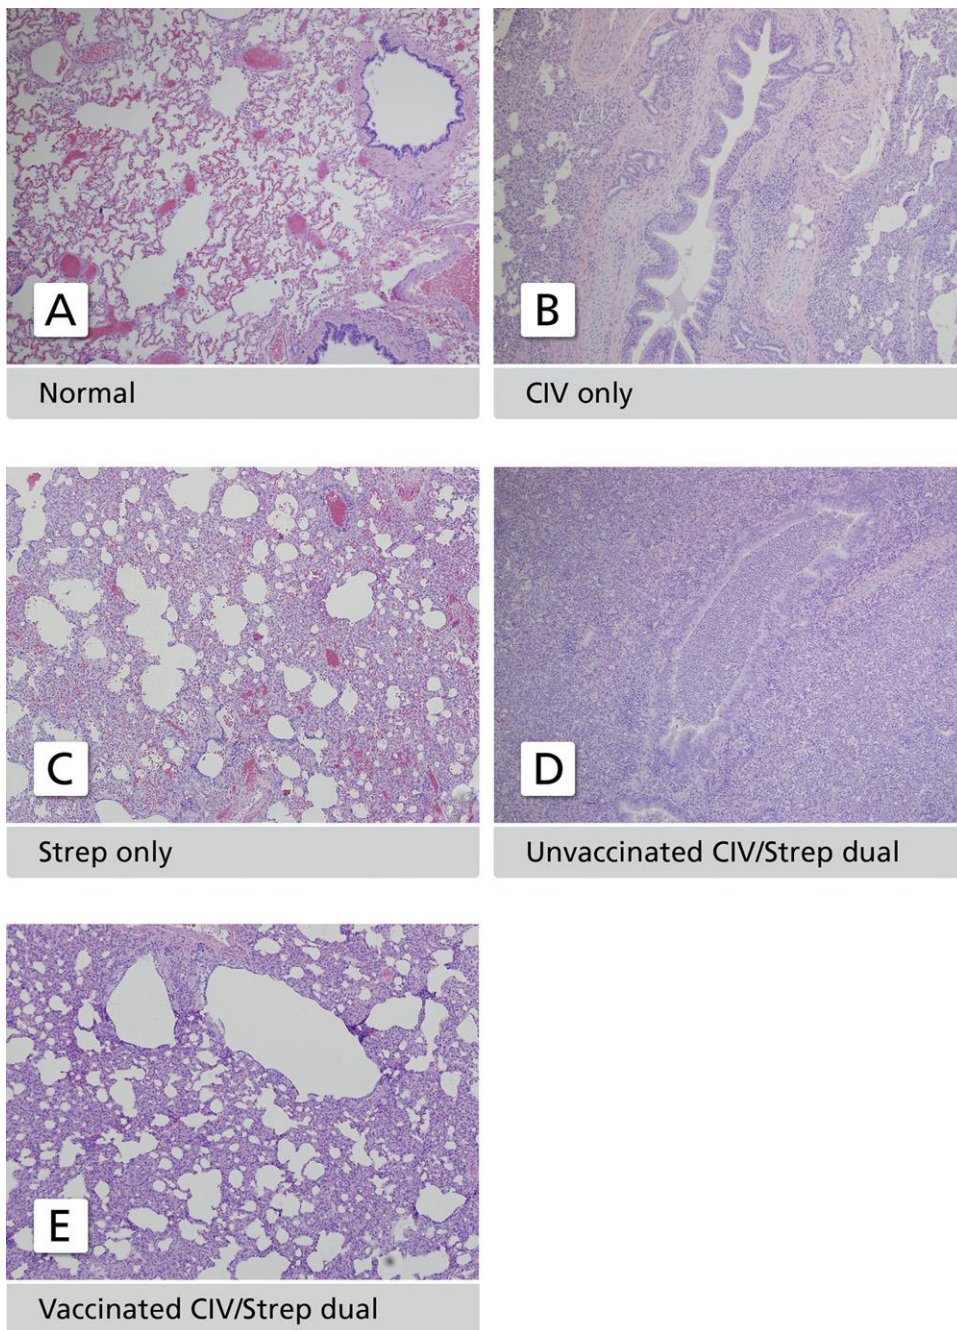 A
Normal
B
CIV only
C
Strep only
D
Unvaccinated CIV/Strep dual
E
Vaccinated CIV/Strep dual